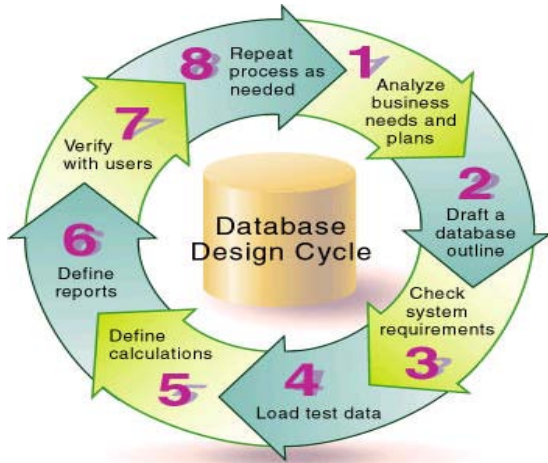 Database
Design Cycle
1
Analyze
business
needs and
plans
2
Draft a
database
outline
Check
system
requirements
3
4
Load test data
Define
calculations
5
6
Define
reports
7
Verify
with users
8
Repeat
process as
needed